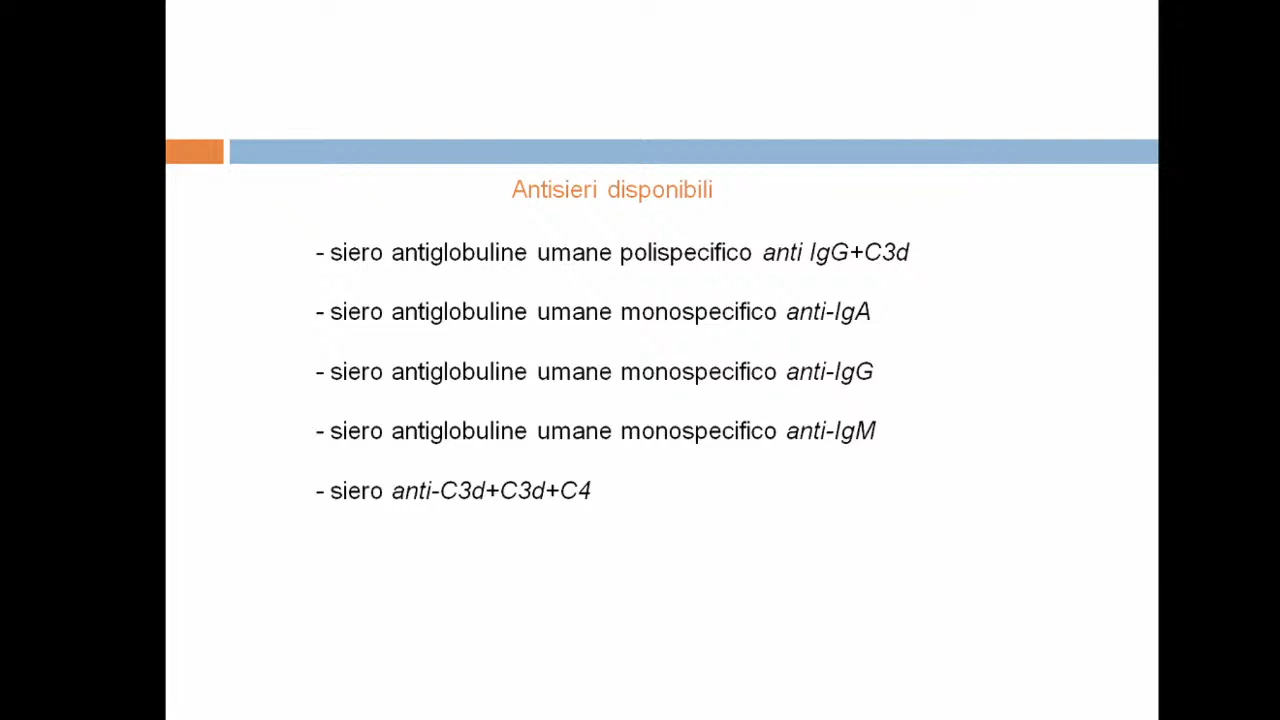 Antisieri disponibili
- siero antiglobuline umane polispecifico anti IgG+C3d
- siero antiglobuline umane monospecifico anti-IgA
- siero antiglobuline umane monospecifico anti-IgG
- siero antiglobuline umane monospecifico anti-IgM
- siero anti-C3d+C3d+C4